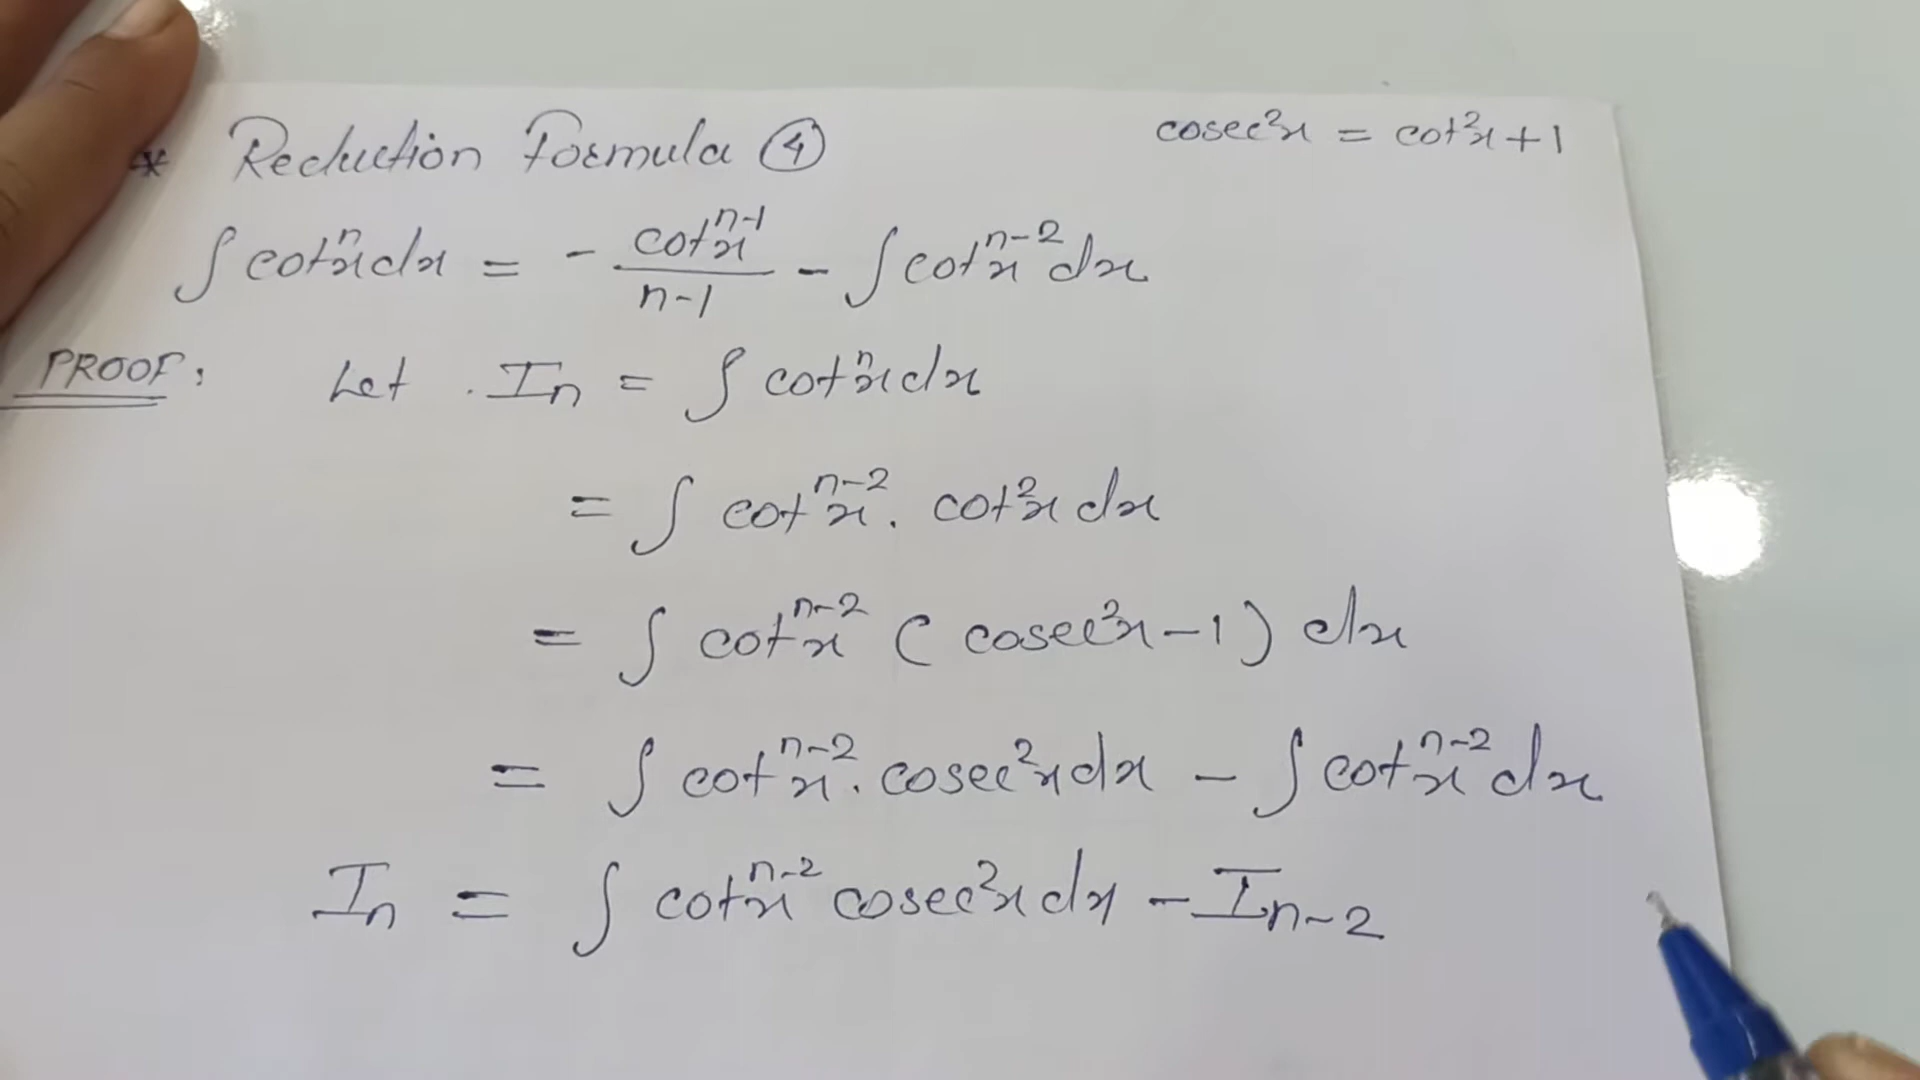 * Reduction Formula ④ cosec²x = cot²x + 1
∫ cotⁿx dx = - cotⁿ⁻¹x / n-1 - ∫ cotⁿ⁻²x dx
PROOF: Let . Iₙ = ∫ cotⁿx dx
= ∫ cotⁿ⁻²x . cot²x dx
= ∫ cotⁿ⁻²x ( cosec²x - 1 ) dx
= ∫ cotⁿ⁻²x . cosec²x dx - ∫ cotⁿ⁻²x dx
Iₙ = ∫ cotⁿ⁻²x cosec²x dx - Iₙ₋₂